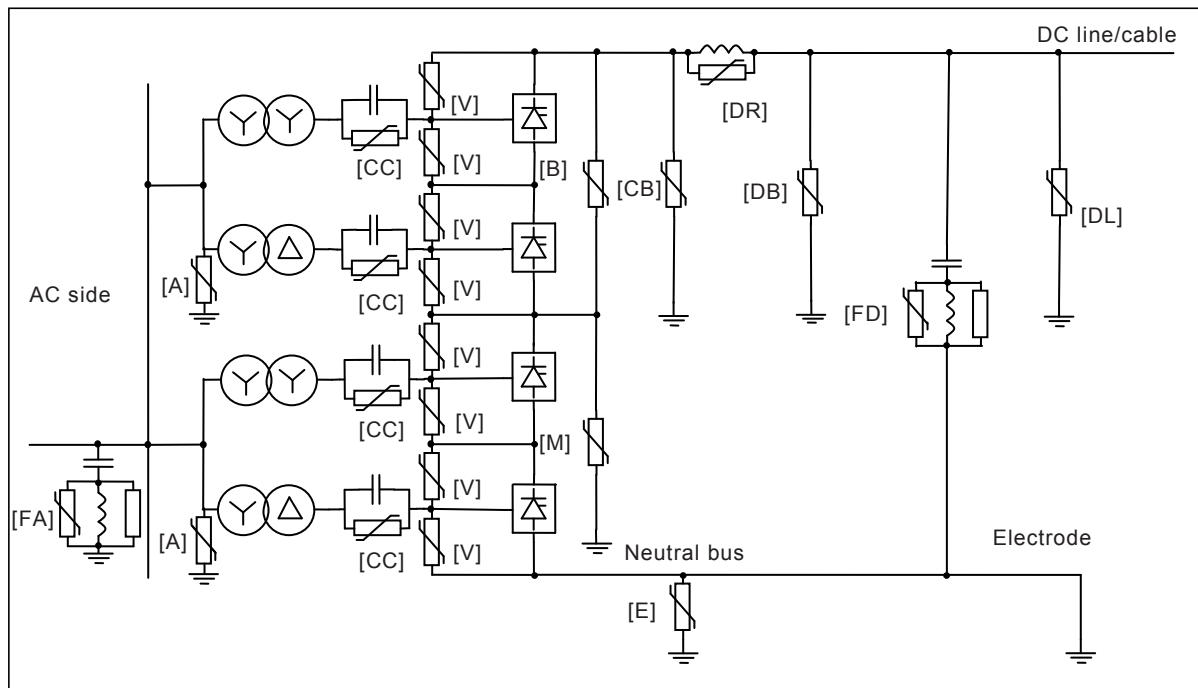 DC line/cable
[V]
[DR]
[CC]
[V]
[B]
[CB]
[DB]
[DL]
[V]
[A]
[CC]
[V]
AC side
[FD]
[V]
[CC]
[V]
[M]
[V]
[FA]
[A]
[CC]
[V]
Neutral bus
Electrode
[E]